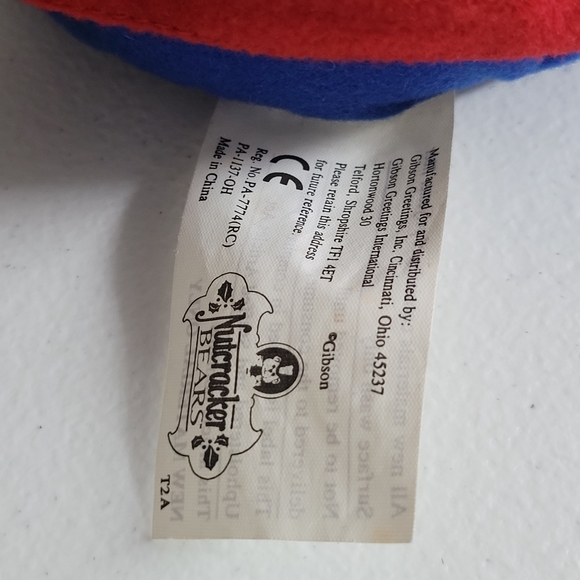 Manufactured for and distributed by:
Gibson Greetings, Inc. Cincinnati, Ohio 45237
Gibson Greetings International
Hortonwood 30
Telford, Shropshire TF1 4ET
Please retain this address
for future reference.
CE
Reg. No. PA-7774(RC)
PA-1137-OH
Made in China
©Gibson
Nutcracker
BEARS™
T2A